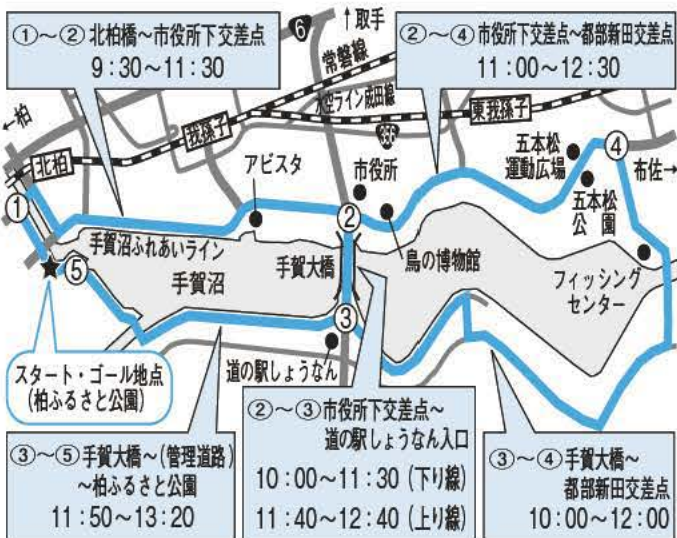 ①～② 北柏橋～市役所下交差点
9：30～11：30
6
↑取手
②～④ 市役所下交差点～都部新田交差点
11：00～12：30
常磐線
水空ライン成田線
←柏
我孫子
東我孫子
356
北柏
①
アビスタ
市役所
五本松
運動広場
④
布佐→
②
五本松
公園
手賀沼ふれあいライン
手賀沼
手賀大橋
鳥の博物館
★⑤
フィッシング
センター
③
スタート・ゴール地点
(柏ふるさと公園)
道の駅しょうなん
③～⑤ 手賀大橋～(管理道路)
～柏ふるさと公園
11：50～13：20
②～③ 市役所下交差点～
道の駅しょうなん入口
10：00～11：30 (下り線)
11：40～12：40 (上り線)
③～④ 手賀大橋～
都部新田交差点
10：00～12：00